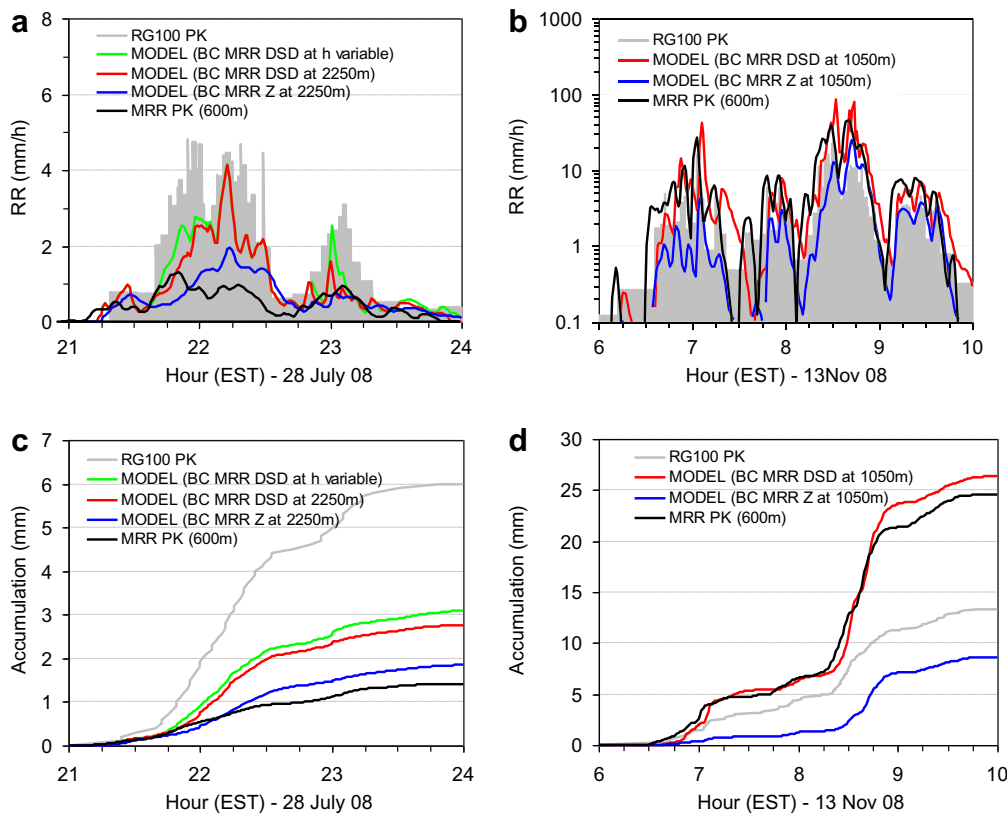 a
RG100 PK
MODEL (BC MRR DSD at h variable)
MODEL (BC MRR DSD at 2250m)
MODEL (BC MRR Z at 2250m)
MRR PK (600m)
RR (mm/h)
8
6
4
2
0
21
22
23
24
Hour (EST) - 28 July 08
b
RG100 PK
MODEL (BC MRR DSD at 1050m)
MODEL (BC MRR Z at 1050m)
MRR PK (600m)
RR (mm/h)
1000
100
10
1
0.1
6
7
8
9
10
Hour (EST) - 13Nov 08
c
RG100 PK
MODEL (BC MRR DSD at h variable)
MODEL (BC MRR DSD at 2250m)
MODEL (BC MRR Z at 2250m)
MRR PK (600m)
Accumulation (mm)
7
6
5
4
3
2
1
0
21
22
23
24
Hour (EST) - 28 July 08
d
RG100 PK
MODEL (BC MRR DSD at 1050m)
MODEL (BC MRR Z at 1050m)
MRR PK (600m)
Accumulation (mm)
30
25
20
15
10
5
0
6
7
8
9
10
Hour (EST) - 13 Nov 08